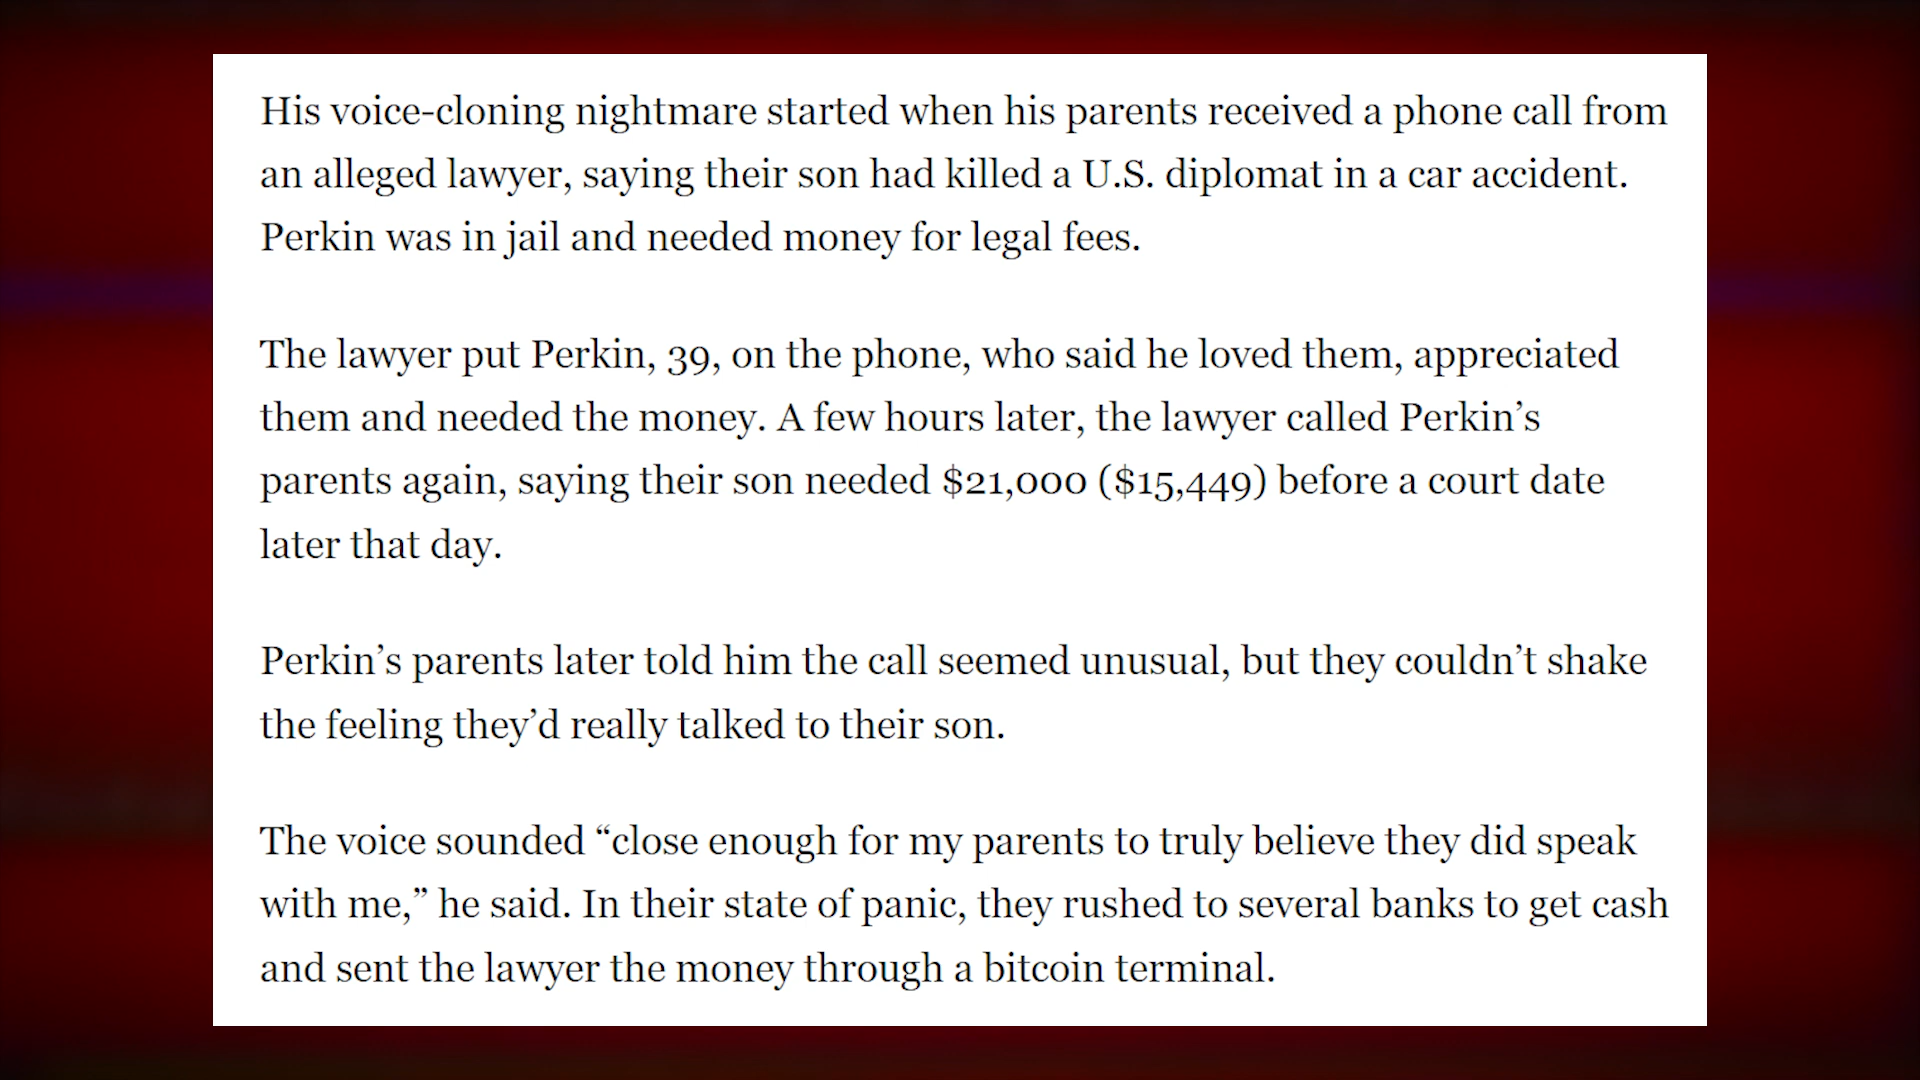 His voice-cloning nightmare started when his parents received a phone call from
an alleged lawyer, saying their son had killed a U.S. diplomat in a car accident.
Perkin was in jail and needed money for legal fees.
The lawyer put Perkin, 39, on the phone, who said he loved them, appreciated
them and needed the money. A few hours later, the lawyer called Perkin’s
parents again, saying their son needed $21,000 ($15,449) before a court date
later that day.
Perkin’s parents later told him the call seemed unusual, but they couldn’t shake
the feeling they’d really talked to their son.
The voice sounded “close enough for my parents to truly believe they did speak
with me,” he said. In their state of panic, they rushed to several banks to get cash
and sent the lawyer the money through a bitcoin terminal.